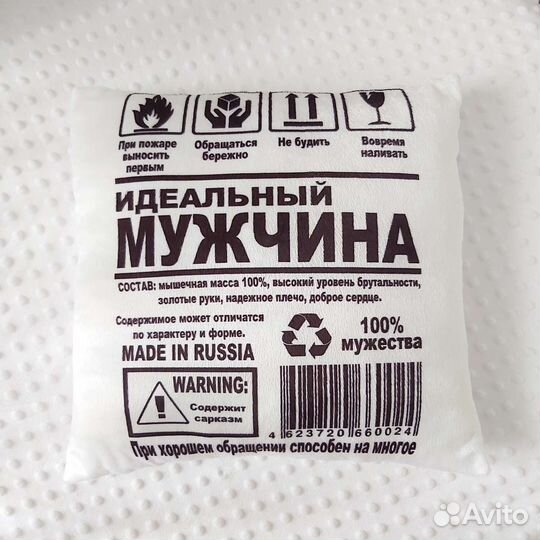 При пожаре
выносить
первым
Обращаться
бережно
Не будить
Вовремя
наливать
ИДЕАЛЬНЫЙ
МУЖЧИНА
СОСТАВ: мышечная масса 100%, высокий уровень брутальности,
золотые руки, надежное плечо, доброе сердце.
Содержимое может отличатся
по характеру и форме.
MADE IN RUSSIA
100%
мужества
WARNING:
Содержит
сарказм
4 623720 660024
При хорошем обращении способен на многое
Avito